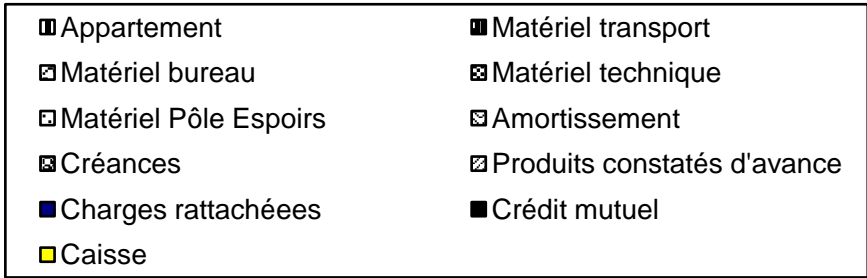 Appartement Matériel transport
Matériel bureau Matériel technique
Matériel Pôle Espoirs Amortissement
Créances Produits constatés d'avance
Charges rattachéees Crédit mutuel
Caisse